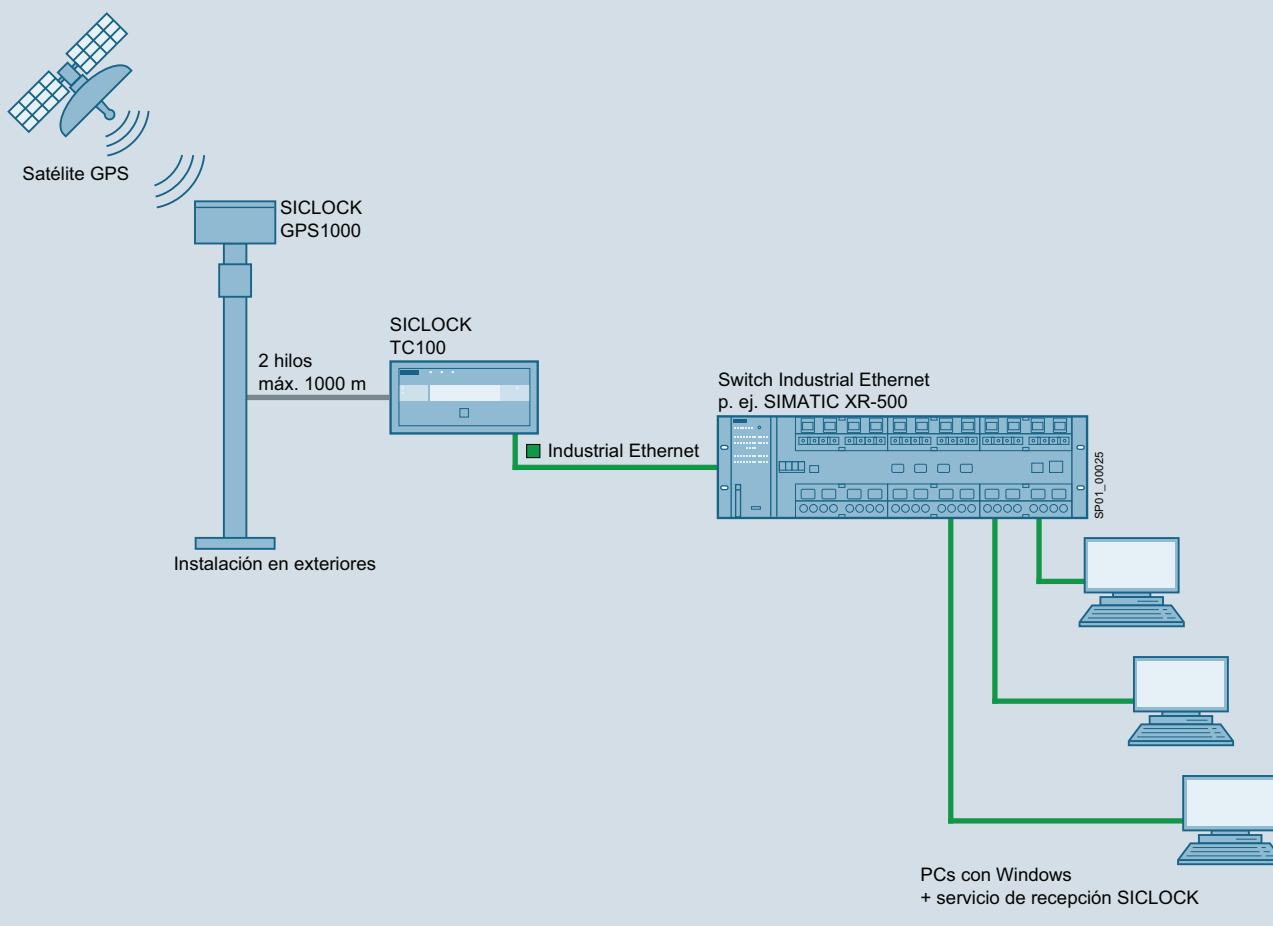 Satélite GPS
SICLOCK
GPS1000
SICLOCK
TC100
2 hilos
máx. 1000 m
Switch Industrial Ethernet
p. ej. SIMATIC XR-500
Industrial Ethernet
SP01_00025
Instalación en exteriores
PCs con Windows
+ servicio de recepción SICLOCK